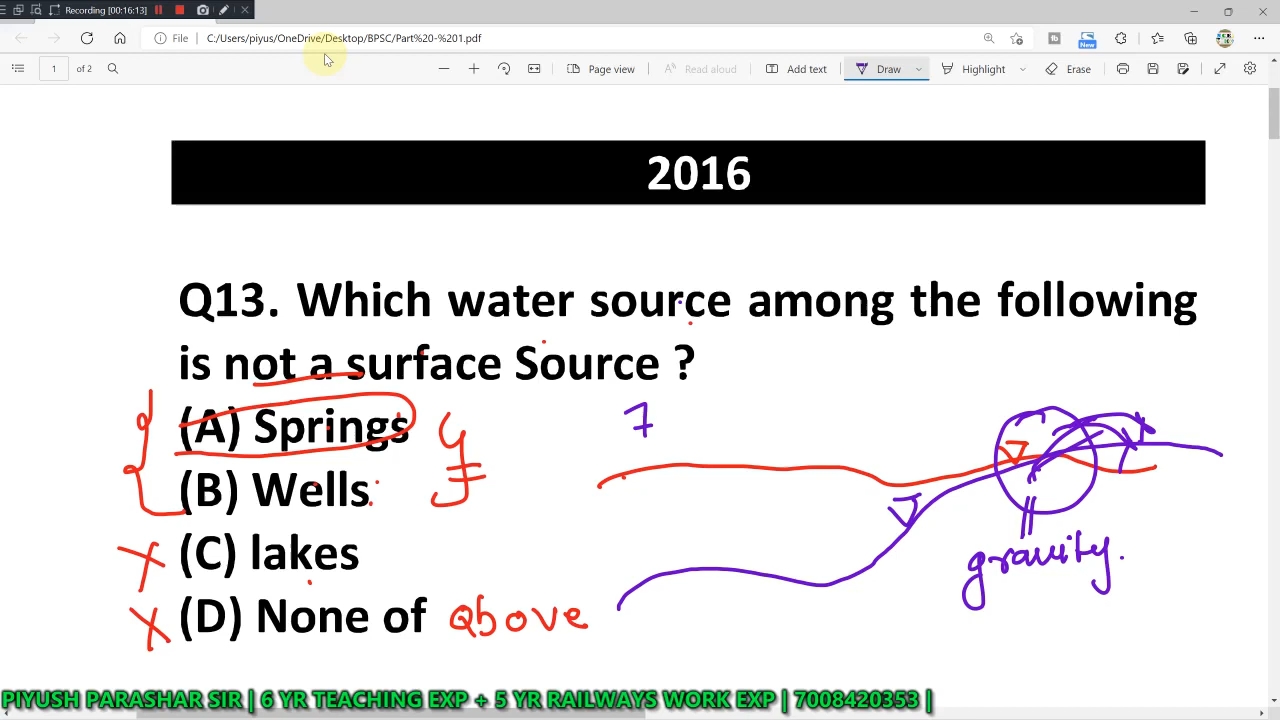 Recording [00:16:13]
File C:/Users/piyus/OneDrive/Desktop/BPSC/Part%20-%201.pdf
New
1 of 2 Page view Read aloud Add text Draw Highlight Erase
2016
Q13. Which water source among the following
is not a surface Source ?
(A) Springs
(B) Wells
(C) lakes
(D) None of above
gravity.
PIYUSH PARASHAR SIR | 6 YR TEACHING EXP + 5 YR RAILWAYS WORK EXP | 7008420353 |